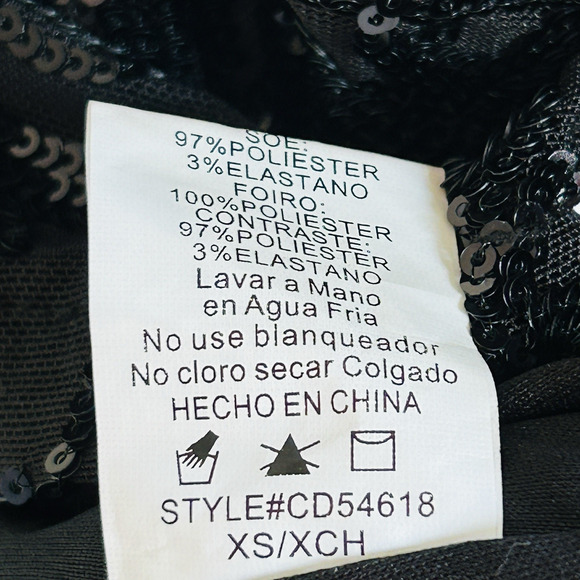 SOE:
97%POLIESTER
3%ELASTANO
FOIRO:
100%POLIESTER
CONTRASTE:
97%POLIESTER
3%ELASTANO
Lavar a Mano
en Agua Fria
No use blanqueador
No cloro secar Colgado
HECHO EN CHINA
STYLE#CD54618
XS/XCH